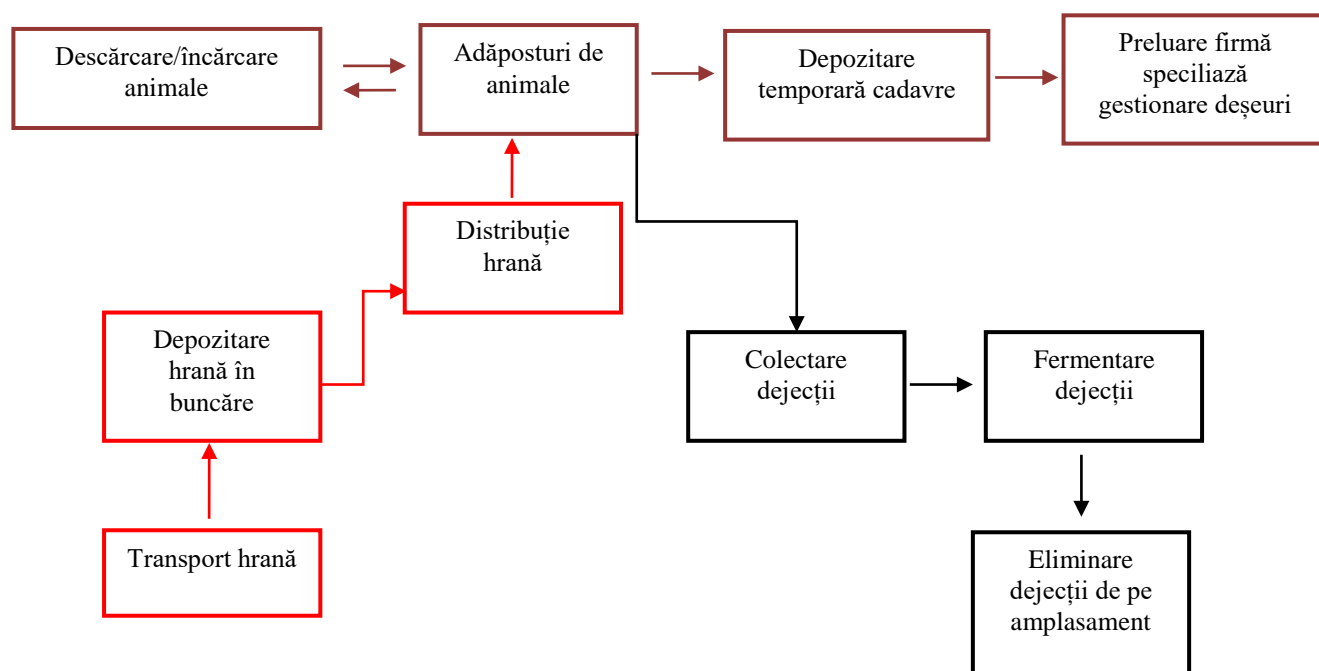 Descărcare/încărcare
animale
Adăposturi de
animale
Depozitare
temporară cadavre
Preluare firmă
speciliază
gestionare deșeuri
Distribuție
hrană
Depozitare
hrană în
buncăre
Colectare
dejecții
Fermentare
dejecții
Transport hrană
Eliminare
dejecții de pe
amplasament